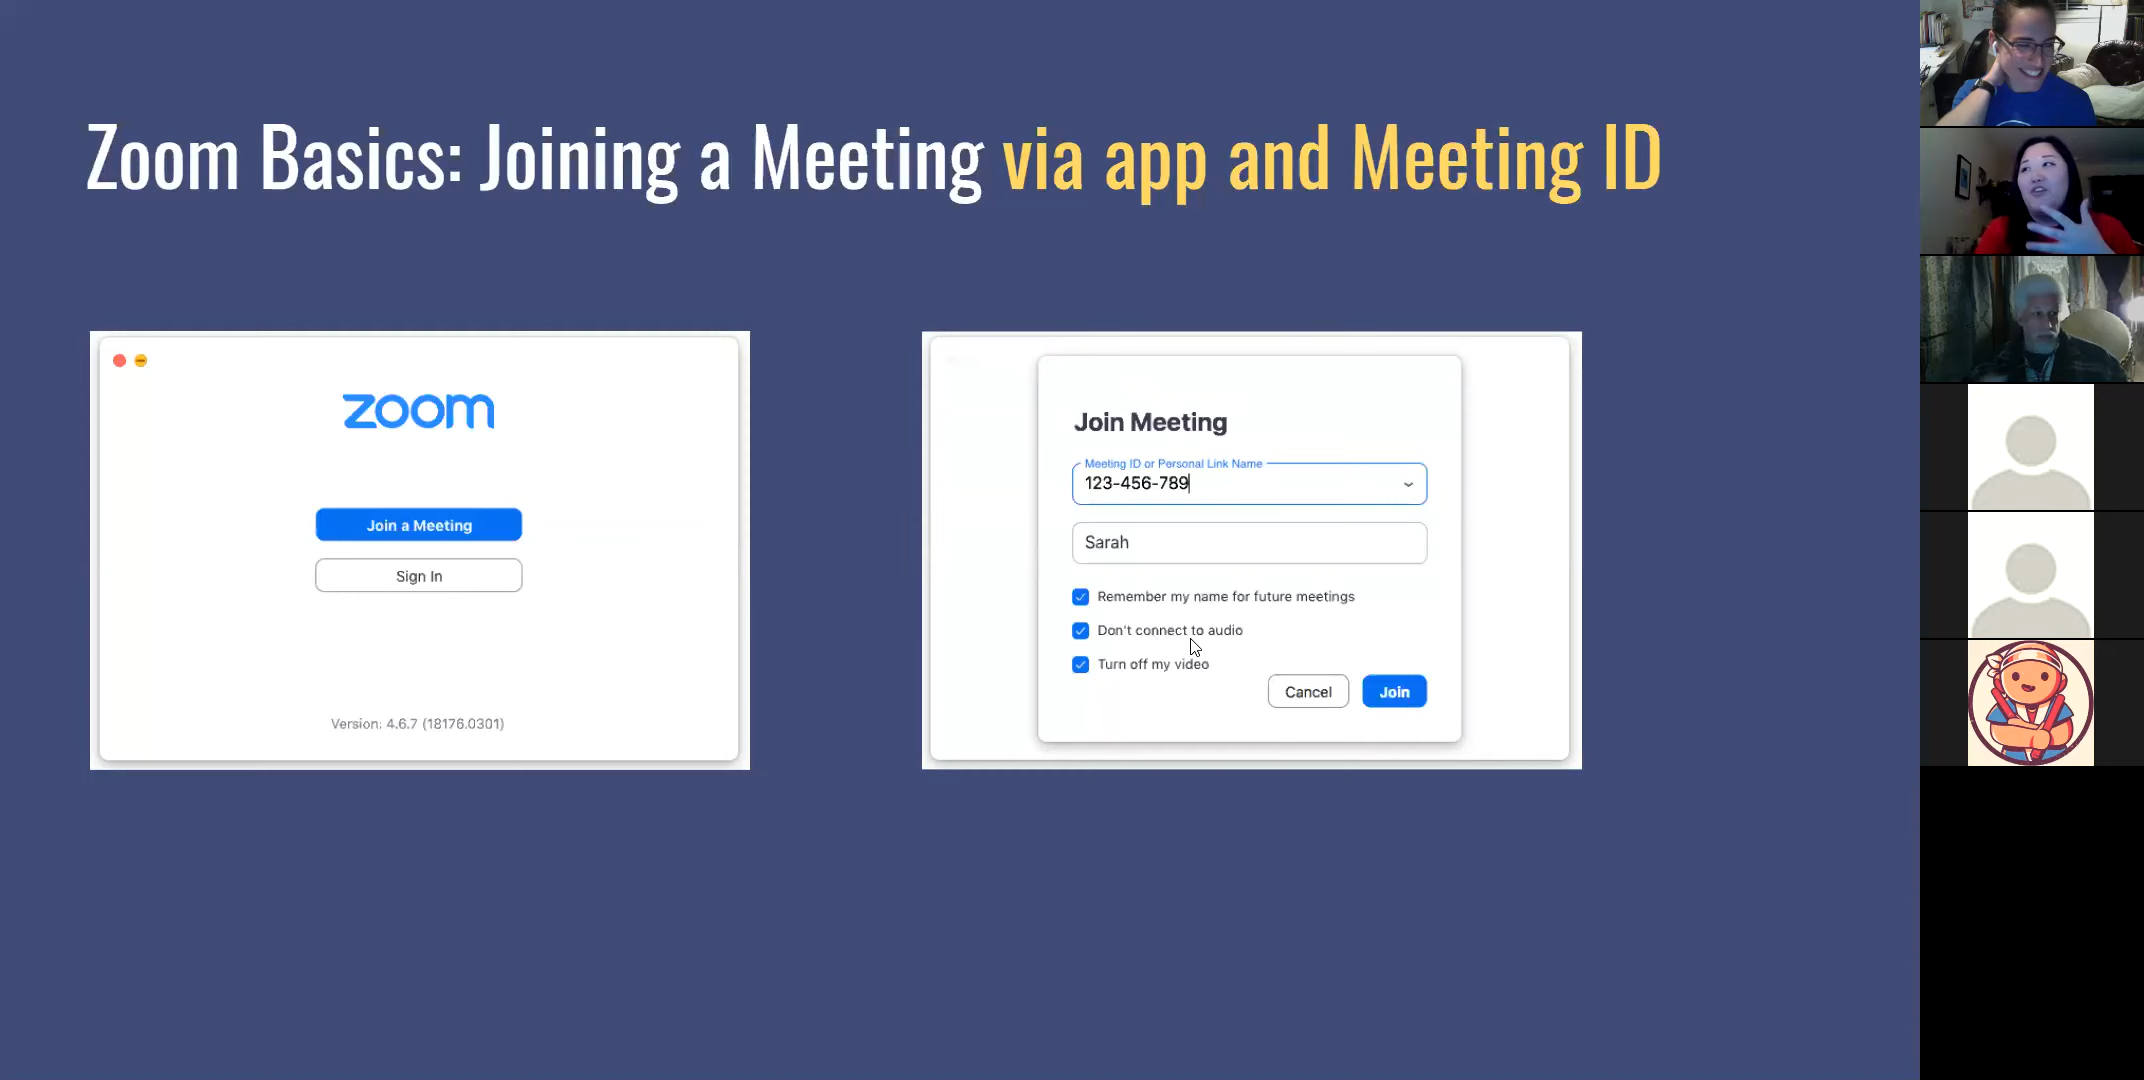 Zoom Basics: Joining a Meeting via app and Meeting ID
zoom
Join a Meeting
Sign In
Version: 4.6.7 (18176.0301)
Join Meeting
Meeting ID or Personal Link Name
123-456-789
Sarah
Remember my name for future meetings
Don't connect to audio
Turn off my video
Cancel
Join